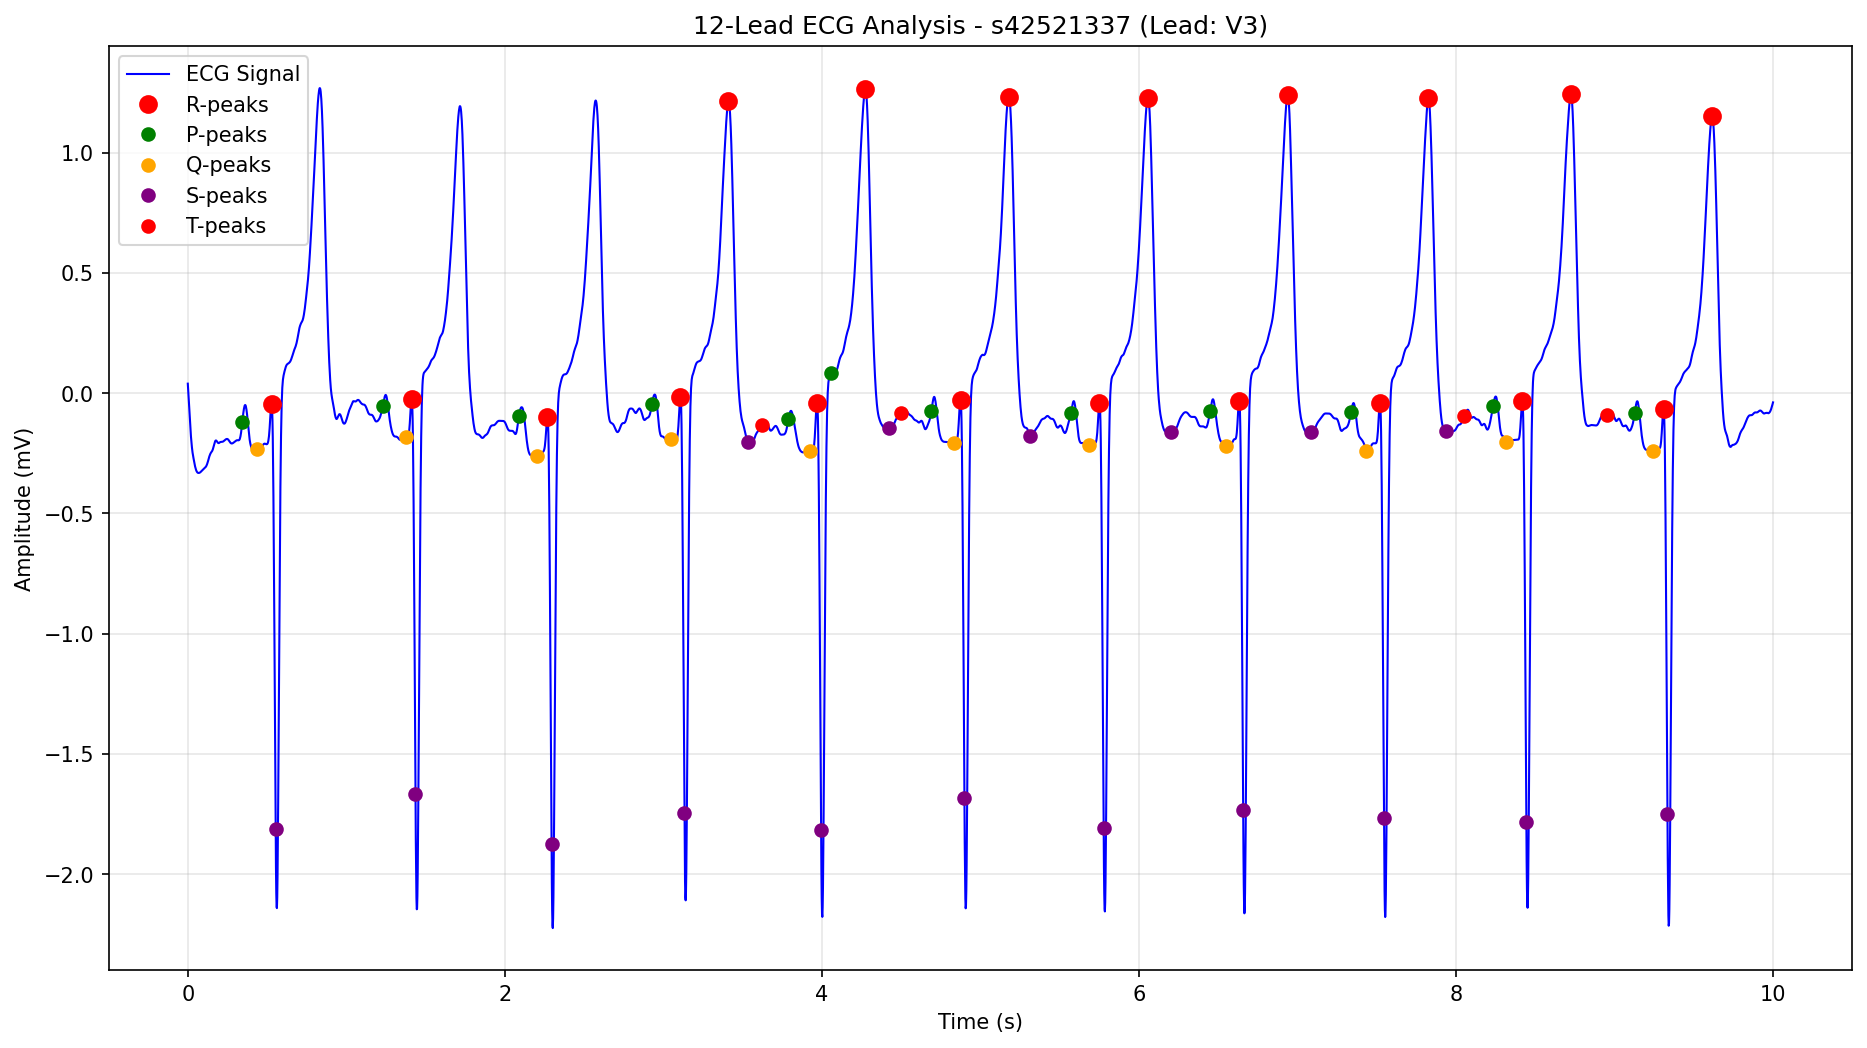 12-Lead ECG Analysis - s42521337 (Lead: V3)
ECG Signal
R-peaks
P-peaks
Q-peaks
S-peaks
T-peaks
Amplitude (mV)
1.0
0.5
0.0
−0.5
−1.0
−1.5
−2.0
0 2 4 6 8 10
Time (s)